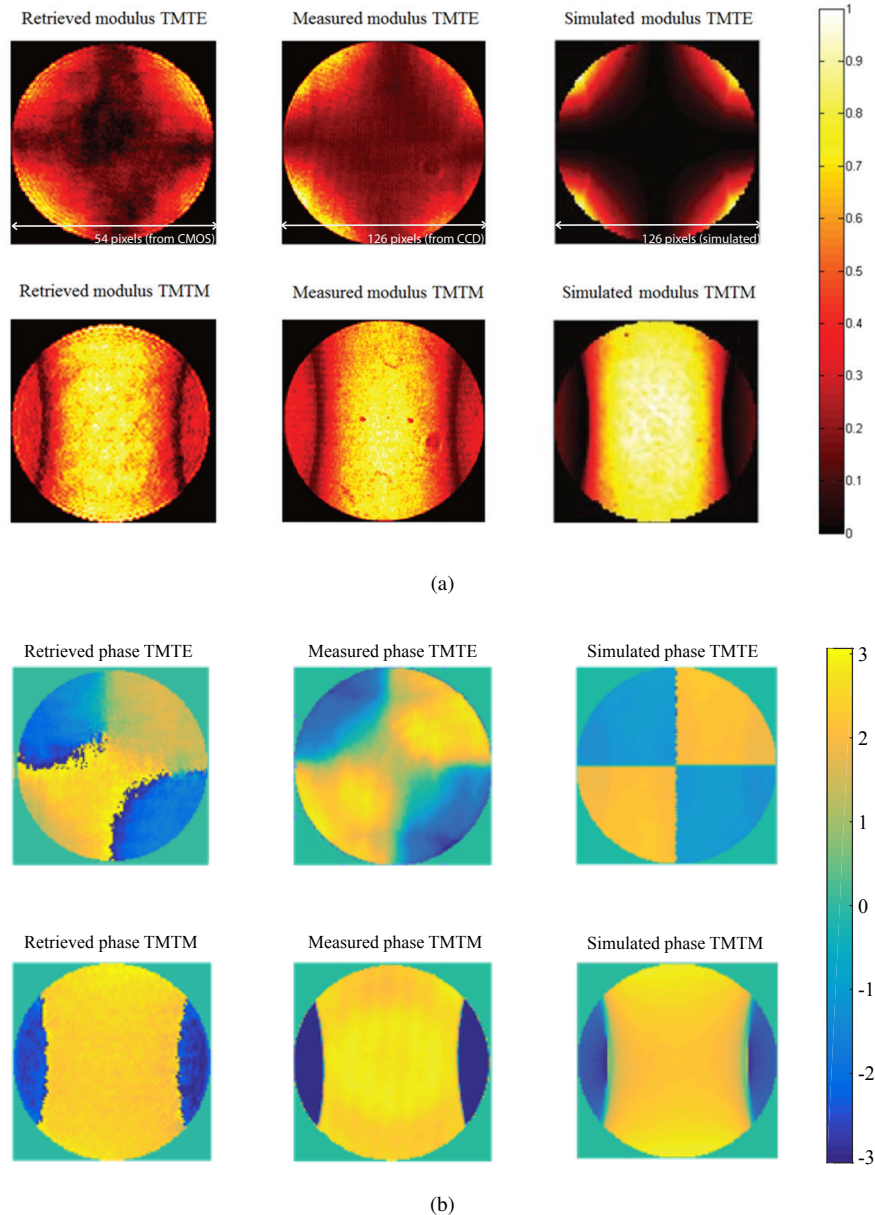 Retrieved modulus TMTE
Measured modulus TMTE
Simulated modulus TMTE
54 pixels (from CMOS)
126 pixels (from CCD)
126 pixels (simulated)
Retrieved modulus TMTM
Measured modulus TMTM
Simulated modulus TMTM
1
0.9
0.8
0.7
0.6
0.5
0.4
0.3
0.2
0.1
0
(a)
Retrieved phase TMTE
Measured phase TMTE
Simulated phase TMTE
Retrieved phase TMTM
Measured phase TMTM
Simulated phase TMTM
3
2
1
0
-1
-2
-3
(b)